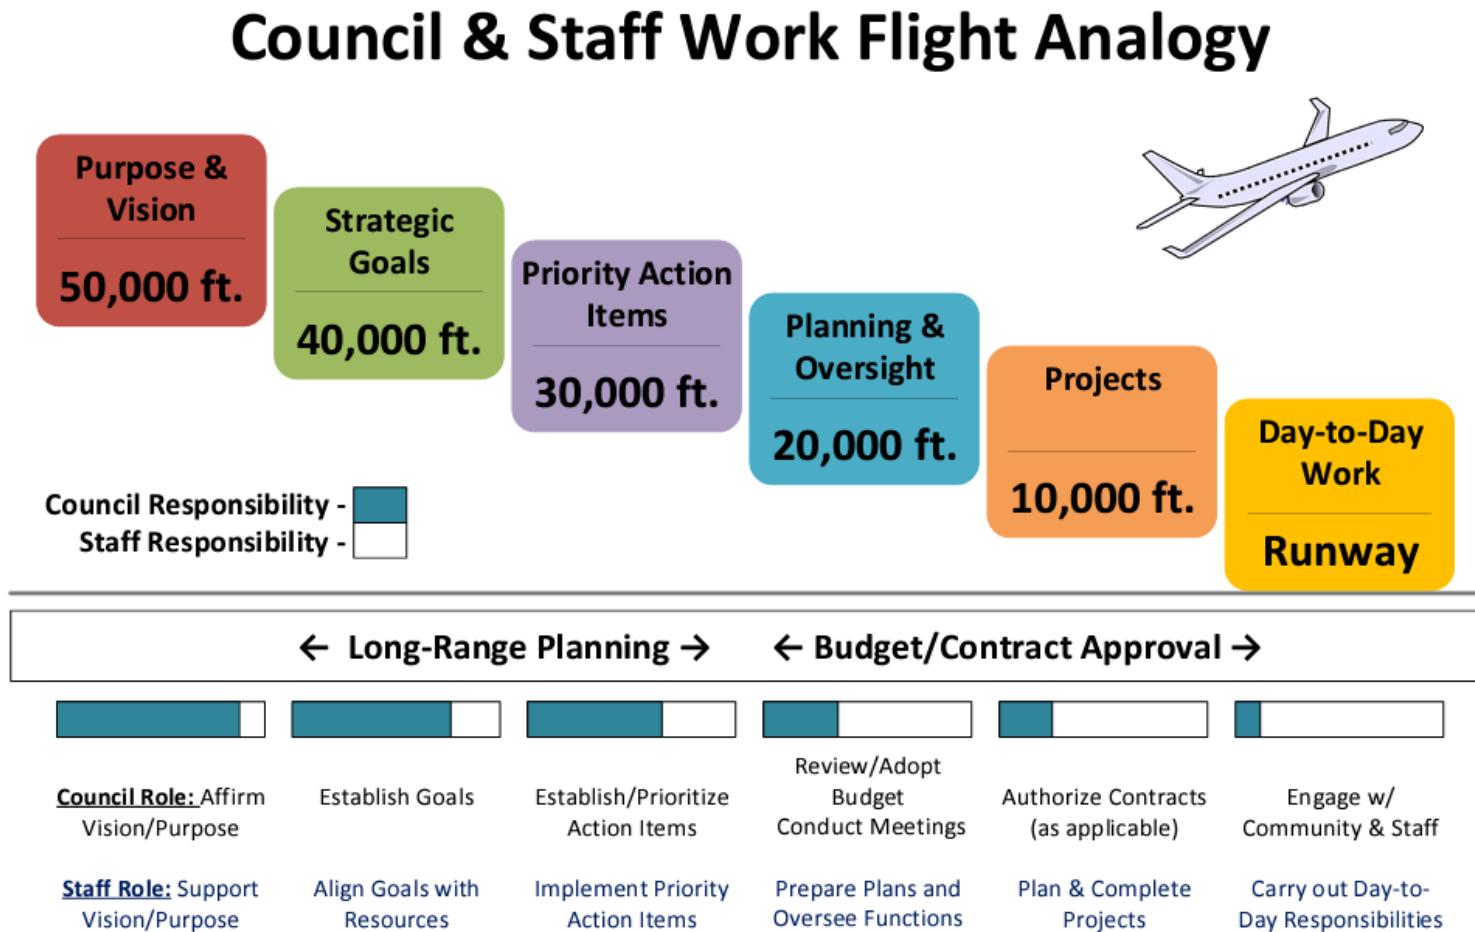 Council & Staff Work Flight Analogy
Purpose &
Vision
50,000 ft.
Strategic
Goals
40,000 ft.
Priority Action
Items
30,000 ft.
Planning &
Oversight
20,000 ft.
Projects
10,000 ft.
Day-to-Day
Work
Runway
Council Responsibility -
Staff Responsibility -
← Long-Range Planning →
← Budget/Contract Approval →
Council Role: Affirm
Vision/Purpose
Establish Goals
Establish/Prioritize
Action Items
Review/Adopt
Budget
Conduct Meetings
Authorize Contracts
(as applicable)
Engage w/
Community & Staff
Staff Role: Support
Vision/Purpose
Align Goals with
Resources
Implement Priority
Action Items
Prepare Plans and
Oversee Functions
Plan & Complete
Projects
Carry out Day-to-
Day Responsibilities